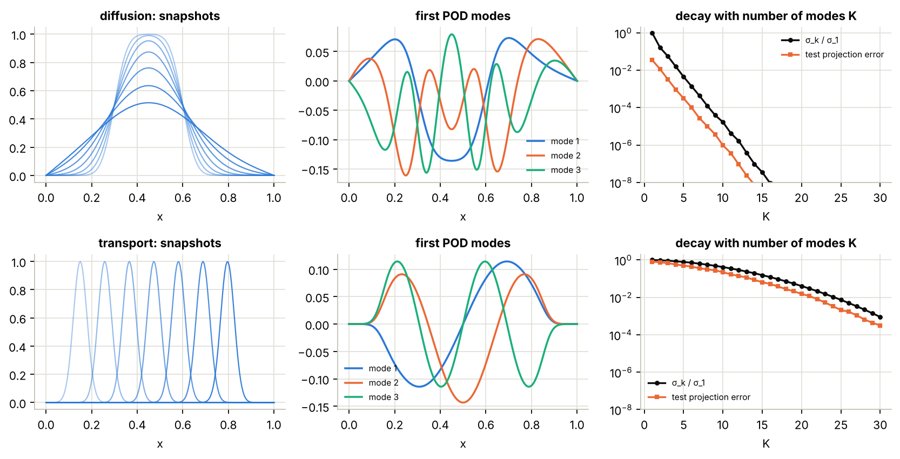 diffusion: snapshots
1.0
0.8
0.6
0.4
0.2
0.0
0.0 0.2 0.4 0.6 0.8 1.0
x
first POD modes
0.05
0.00
−0.05
−0.10
−0.15
mode 1
mode 2
mode 3
0.0 0.2 0.4 0.6 0.8 1.0
x
decay with number of modes K
10⁰
10⁻²
10⁻⁴
10⁻⁶
10⁻⁸
σ_k / σ_1
test projection error
0 5 10 15 20 25 30
K
transport: snapshots
1.0
0.8
0.6
0.4
0.2
0.0
0.0 0.2 0.4 0.6 0.8 1.0
x
first POD modes
0.10
0.05
0.00
−0.05
−0.10
−0.15
mode 1
mode 2
mode 3
0.0 0.2 0.4 0.6 0.8 1.0
x
decay with number of modes K
10⁰
10⁻²
10⁻⁴
10⁻⁶
10⁻⁸
σ_k / σ_1
test projection error
0 5 10 15 20 25 30
K